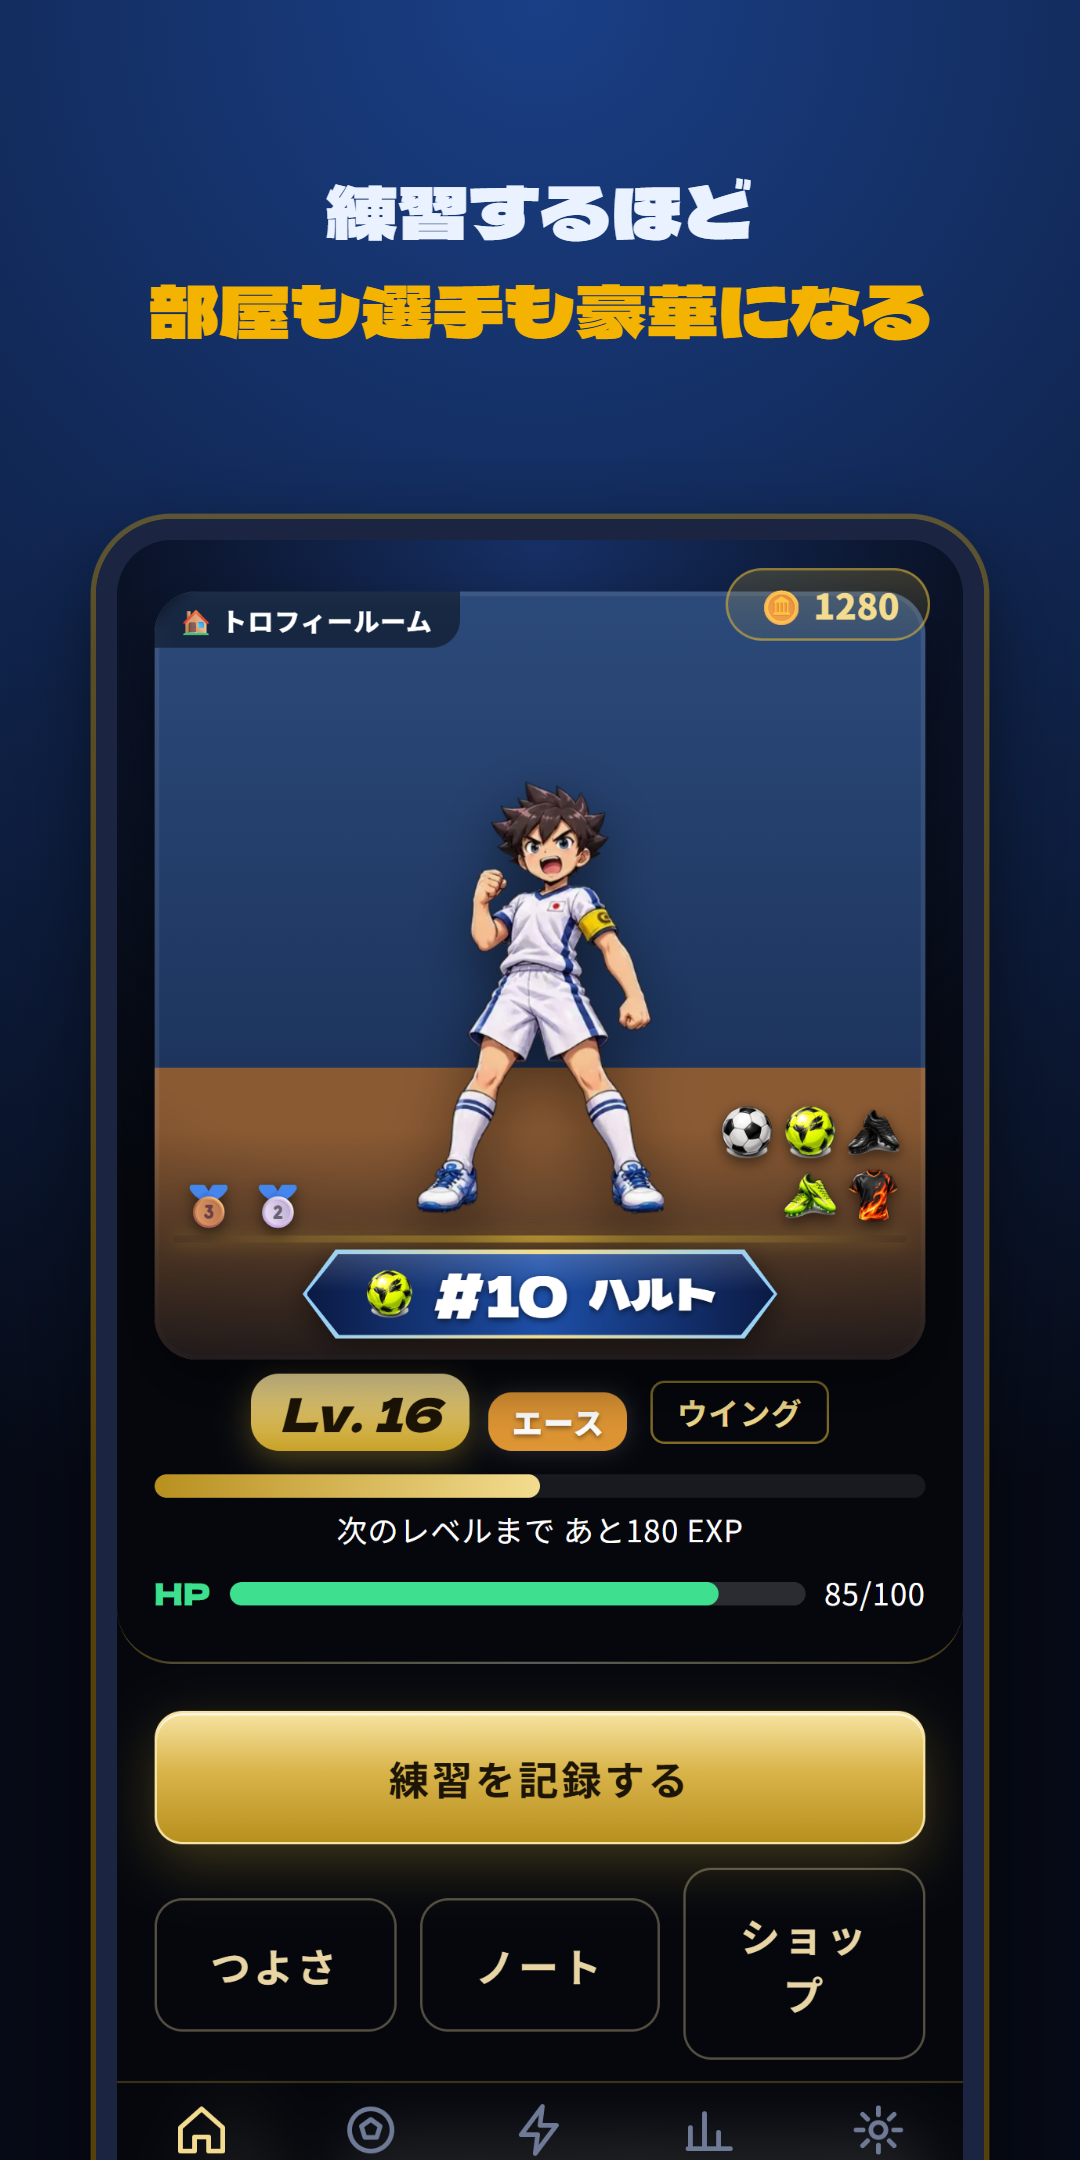 練習するほど
部屋も選手も豪華になる
トロフィールーム
1280
3
2
#10 ハルト
Lv. 16
エース
ウイング
次のレベルまで あと180 EXP
HP
85/100
練習を記録する
つよさ
ノート
ショッ
プ